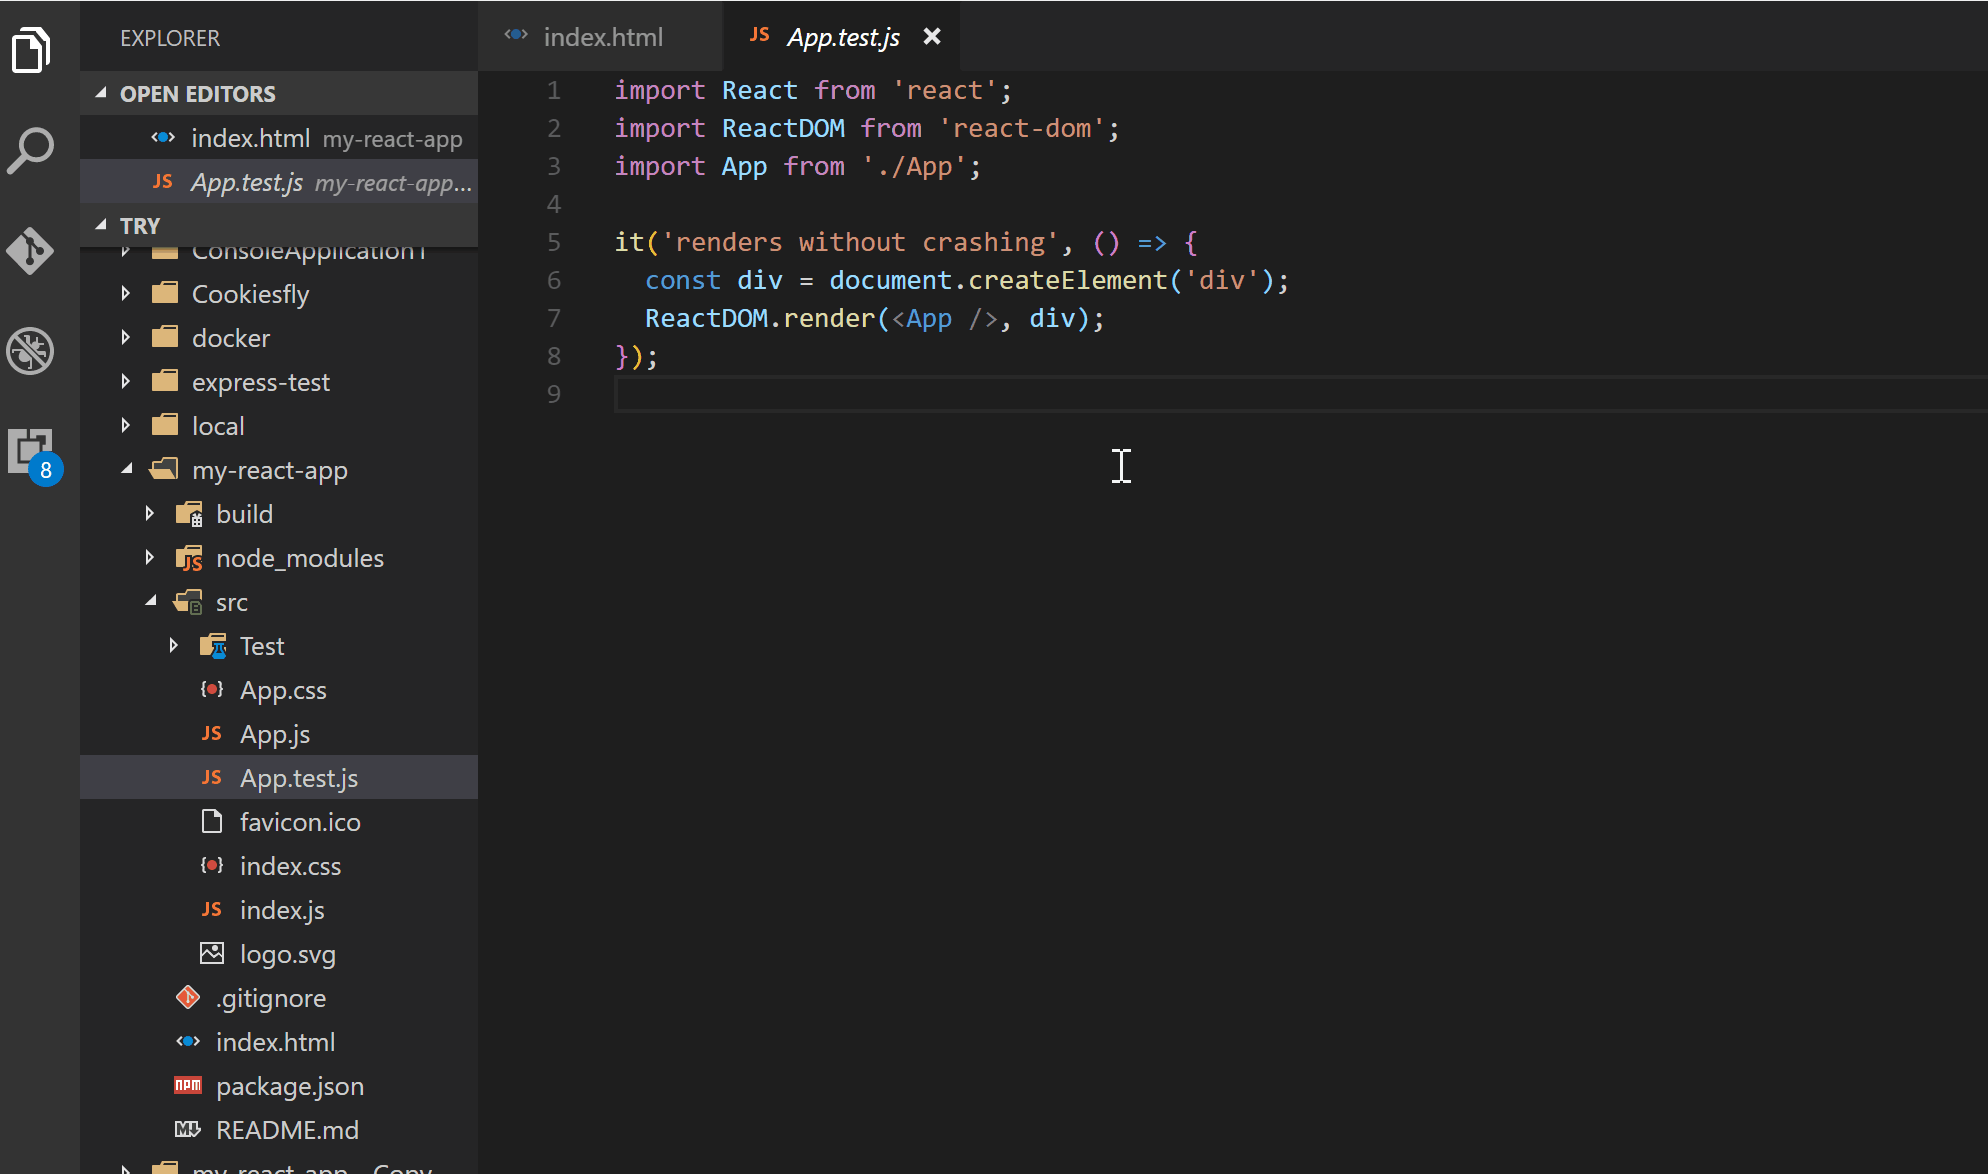 EXPLORER
OPEN EDITORS
index.html my-react-app
JS App.test.js my-react-app...
TRY
ConsoleApplication1
Cookiesfly
docker
express-test
local
my-react-app
build
JS node_modules
src
Test
App.css
JS App.js
JS App.test.js
favicon.ico
index.css
JS index.js
logo.svg
.gitignore
index.html
npm package.json
README.md
my-react-app - Copy
8
index.html
JS App.test.js
1 import React from 'react';
2 import ReactDOM from 'react-dom';
3 import App from './App';
4
5 it('renders without crashing', () => {
6   const div = document.createElement('div');
7   ReactDOM.render(<App />, div);
8 });
9